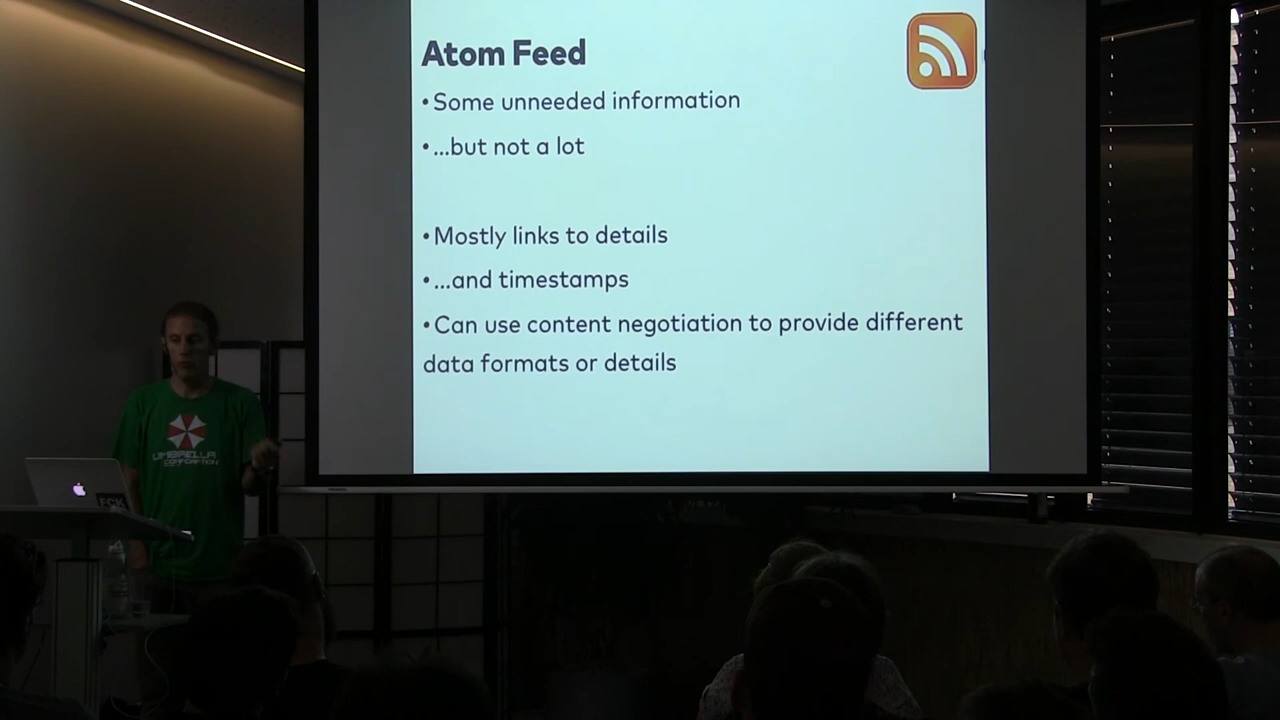 Atom Feed
•Some unneeded information
•...but not a lot
•Mostly links to details
•...and timestamps
•Can use content negotiation to provide different
data formats or details
UMBRELLA
CORPORATION
FCK